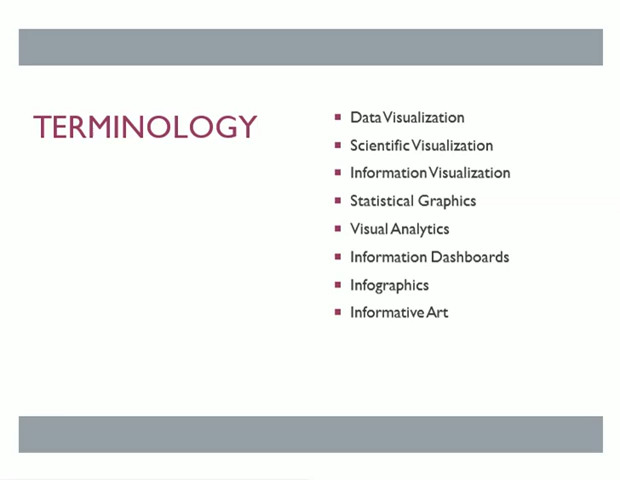 TERMINOLOGY
Data Visualization
Scientific Visualization
Information Visualization
Statistical Graphics
Visual Analytics
Information Dashboards
Infographics
Informative Art